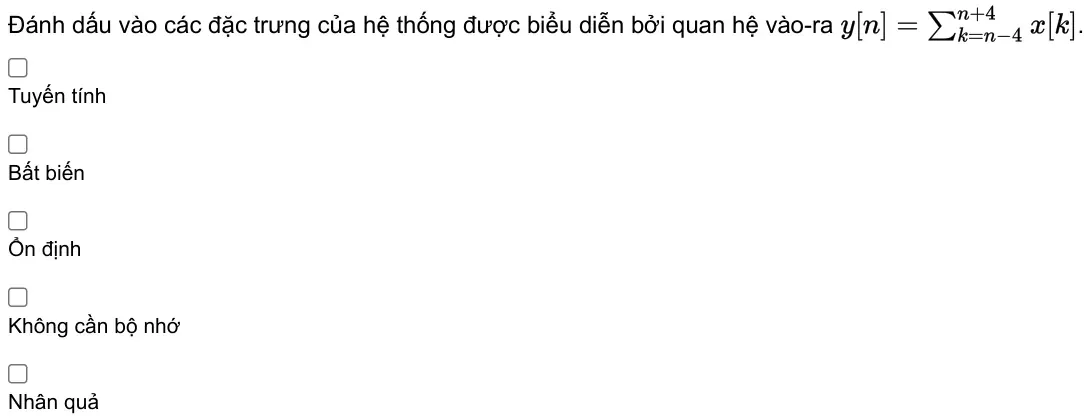 Đánh dấu vào các đặc trưng của hệ thống được biểu diễn bởi quan hệ vào-ra $y[n] = \sum_{k=n-4}^{n+4} x[k]$.
Tuyến tính
Bất biến
Ổn định
Không cần bộ nhớ
Nhân quả